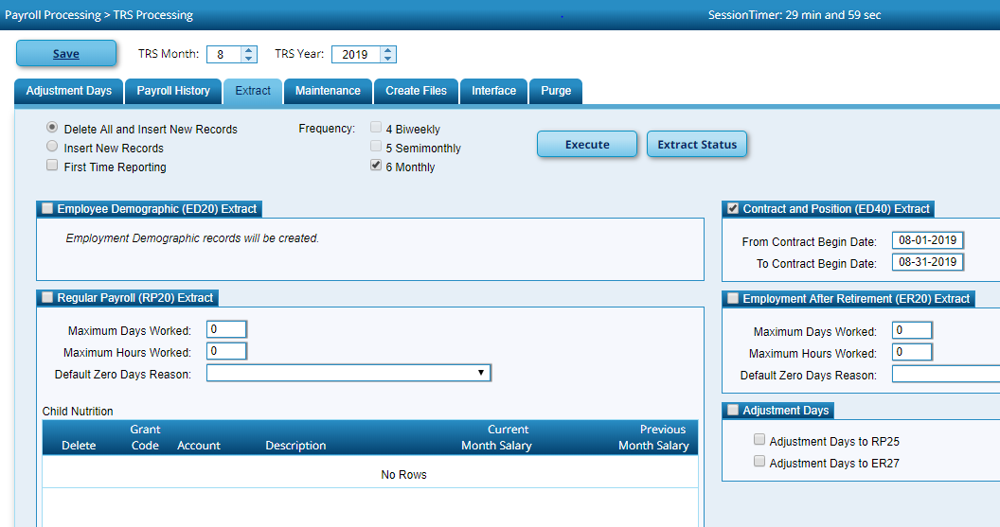 Payroll Processing > TRS Processing
SessionTimer: 29 min and 59 sec
Save
TRS Month: 8
TRS Year: 2019
Adjustment Days
Payroll History
Extract
Maintenance
Create Files
Interface
Purge
Delete All and Insert New Records
Insert New Records
First Time Reporting
Frequency:
4 Biweekly
5 Semimonthly
6 Monthly
Execute
Extract Status
Employee Demographic (ED20) Extract
Employment Demographic records will be created.
Contract and Position (ED40) Extract
From Contract Begin Date: 08-01-2019
To Contract Begin Date: 08-31-2019
Regular Payroll (RP20) Extract
Maximum Days Worked: 0
Maximum Hours Worked: 0
Default Zero Days Reason:
Employment After Retirement (ER20) Extract
Maximum Days Worked: 0
Maximum Hours Worked: 0
Default Zero Days Reason:
Child Nutrition
Delete
Grant
Code
Account
Description
Current
Month Salary
Previous
Month Salary
No Rows
Adjustment Days
Adjustment Days to RP25
Adjustment Days to ER27